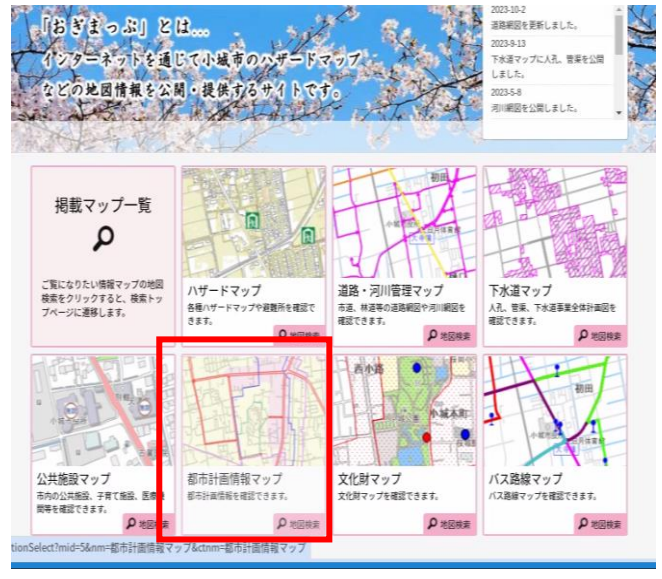 「おぎまっぷ」とは...
インターネットを通じて小城市のハザードマップ
などの地図情報を公開・提供するサイトです。
2023-10-2
道路網図を更新しました。
2023-9-13
下水道マップに人孔、管渠を公開
しました。
2023-5-8
河川網図を公開しました。
掲載マップ一覧
ご覧になりたい情報マップの地図
検索をクリックすると、検索トッ
プページに遷移します。
ハザードマップ
各種ハザードマップや避難所を確認で
きます。
地図検索
初田
道路・河川管理マップ
市道、林道等の道路網図や河川網図を
確認できます。
地図検索
下水道マップ
人孔、管渠、下水道事業全体計画図を
確認できます。
地図検索
公共施設マップ
市内の公共施設、子育て施設、医療機
関等を確認できます。
地図検索
都市計画情報マップ
都市計画情報を確認できます。
地図検索
西小路
小城本町
文化財マップ
文化財マップを確認できます。
地図検索
初田
バス路線マップ
バス路線マップを確認できます。
地図検索
tionSelect?mid=5&nm=都市計画情報マップ&ctnm=都市計画情報マップ